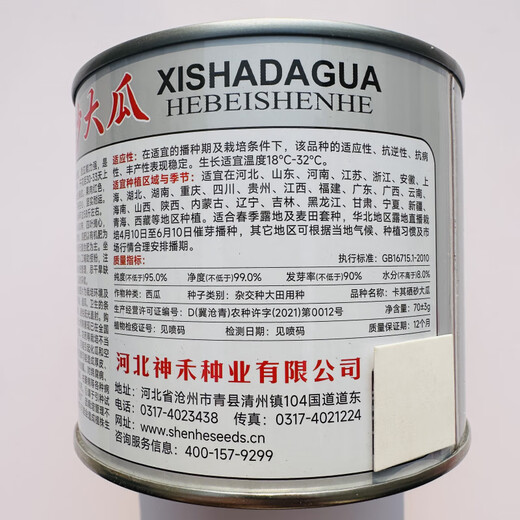 大瓜
XISHADAGUA
HEBEISHENHE
适应性：在适宜的播种期及栽培条件下，该品种的适应性、抗逆性、抗病
性、丰产性表现稳定。生长适宜温度18°C-32°C。
适宜种植区域与季节：适宜在河北、山东、河南、江苏、浙江、安徽、上
海、湖北、湖南、重庆、四川、贵州、江西、福建、广东、广西、云南、
海南、山西、陕西、内蒙古、辽宁、吉林、黑龙江、甘肃、宁夏、新疆、
青海、西藏等地区种植。适合春季露地及麦田套种，华北地区露地直播栽
培4月10日至6月10日催芽播种，其它地区可根据当地气候、种植习惯及市
场行情合理安排播期。
质量指标： 执行标准：GB16715.1-2010
纯度(不低于)95.0% 净度(不低于)99.0% 发芽率(不低于)90% 水分(不高于)8.0%
作物种类：西瓜 种子类别：杂交种大田用种 品种名称：卡其硒砂大瓜
生产经营许可证编号：D(冀沧青)农种许字(2021)第0012号 净含量：70±3g
植物检疫证号：见喷码 检测日期：见喷码 质量保证期：12个月
河北神禾种业有限公司
地址：河北省沧州市青县清州镇104国道道东
电话：0317-4023438 传真：0317-4021224
网址：www.shenheseeds.cn
咨询服务信息：400-157-9299